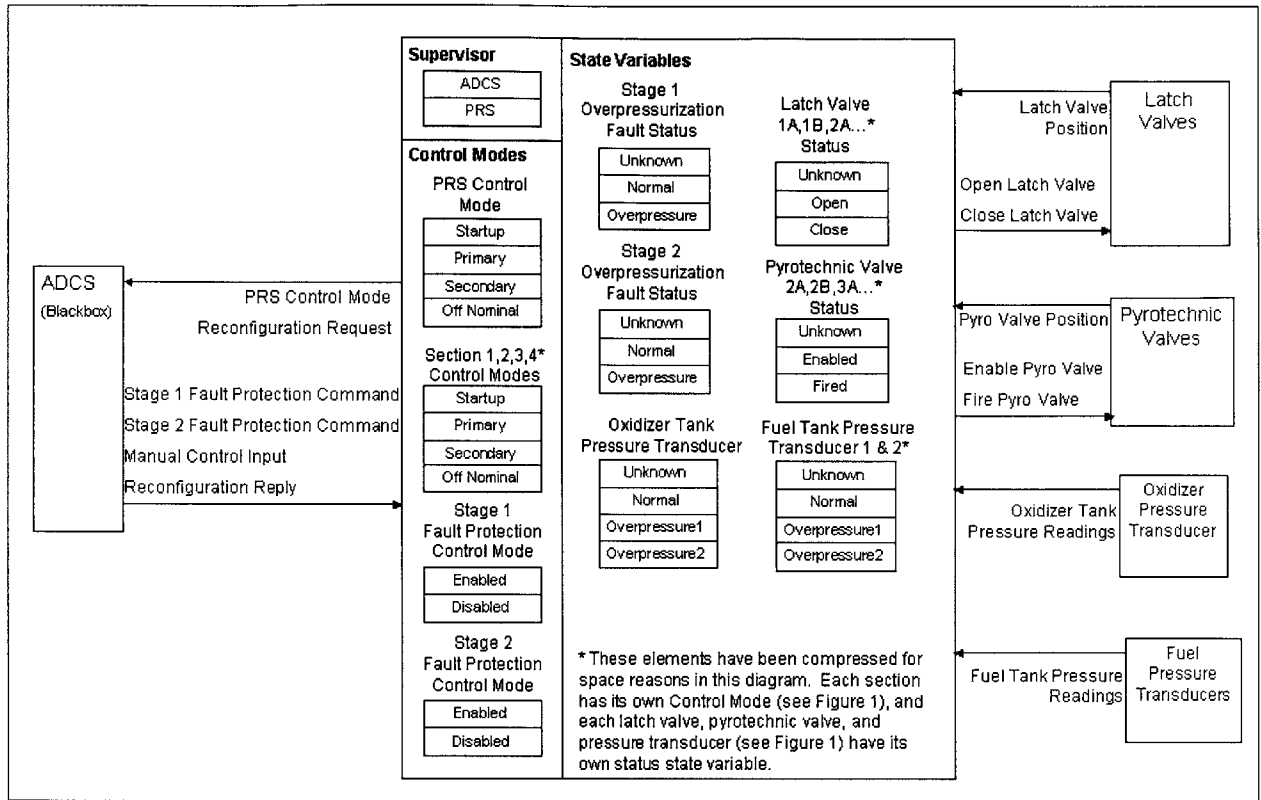 Supervisor
ADCS
PRS
Control Modes
PRS Control
Mode
Startup
Primary
Secondary
Off Nominal
Section 1,2,3,4*
Control Modes
Startup
Primary
Secondary
Off Nominal
Stage 1
Fault Protection
Control Mode
Enabled
Disabled
Stage 2
Fault Protection
Control Mode
Enabled
Disabled
State Variables
Stage 1
Overpressurization
Fault Status
Unknown
Normal
Overpressure
Latch Valve
1A,1B,2A...*
Status
Unknown
Open
Close
Stage 2
Overpressurization
Fault Status
Unknown
Normal
Overpressure
Pyrotechnic Valve
2A,2B,3A...*
Status
Unknown
Enabled
Fired
Oxidizer Tank
Pressure Transducer
Unknown
Normal
Overpressure1
Overpressure2
Fuel Tank Pressure
Transducer 1 & 2*
Unknown
Normal
Overpressure1
Overpressure2
* These elements have been compressed for
space reasons in this diagram. Each section
has its own Control Mode (see Figure 1), and
each latch valve, pyrotechnic valve, and
pressure transducer (see Figure 1) have its
own status state variable.
ADCS
(Blackbox)
PRS Control Mode
Reconfiguration Request
Stage 1 Fault Protection Command
Stage 2 Fault Protection Command
Manual Control Input
Reconfiguration Reply
Latch Valve
Position
Open Latch Valve
Close Latch Valve
Latch
Valves
Pyro Valve Position
Enable Pyro Valve
Fire Pyro Valve
Pyrotechnic
Valves
Oxidizer Tank
Pressure Readings
Oxidizer
Pressure
Transducer
Fuel Tank Pressure
Readings
Fuel
Pressure
Transducers